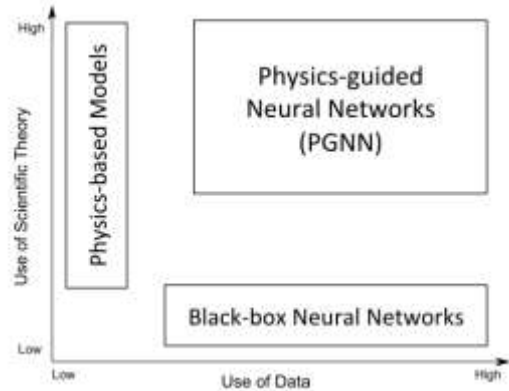 High
Use of Scientific Theory
Low
Physics-based Models
Physics-guided
Neural Networks
(PGNN)
Black-box Neural Networks
Low
Use of Data
High